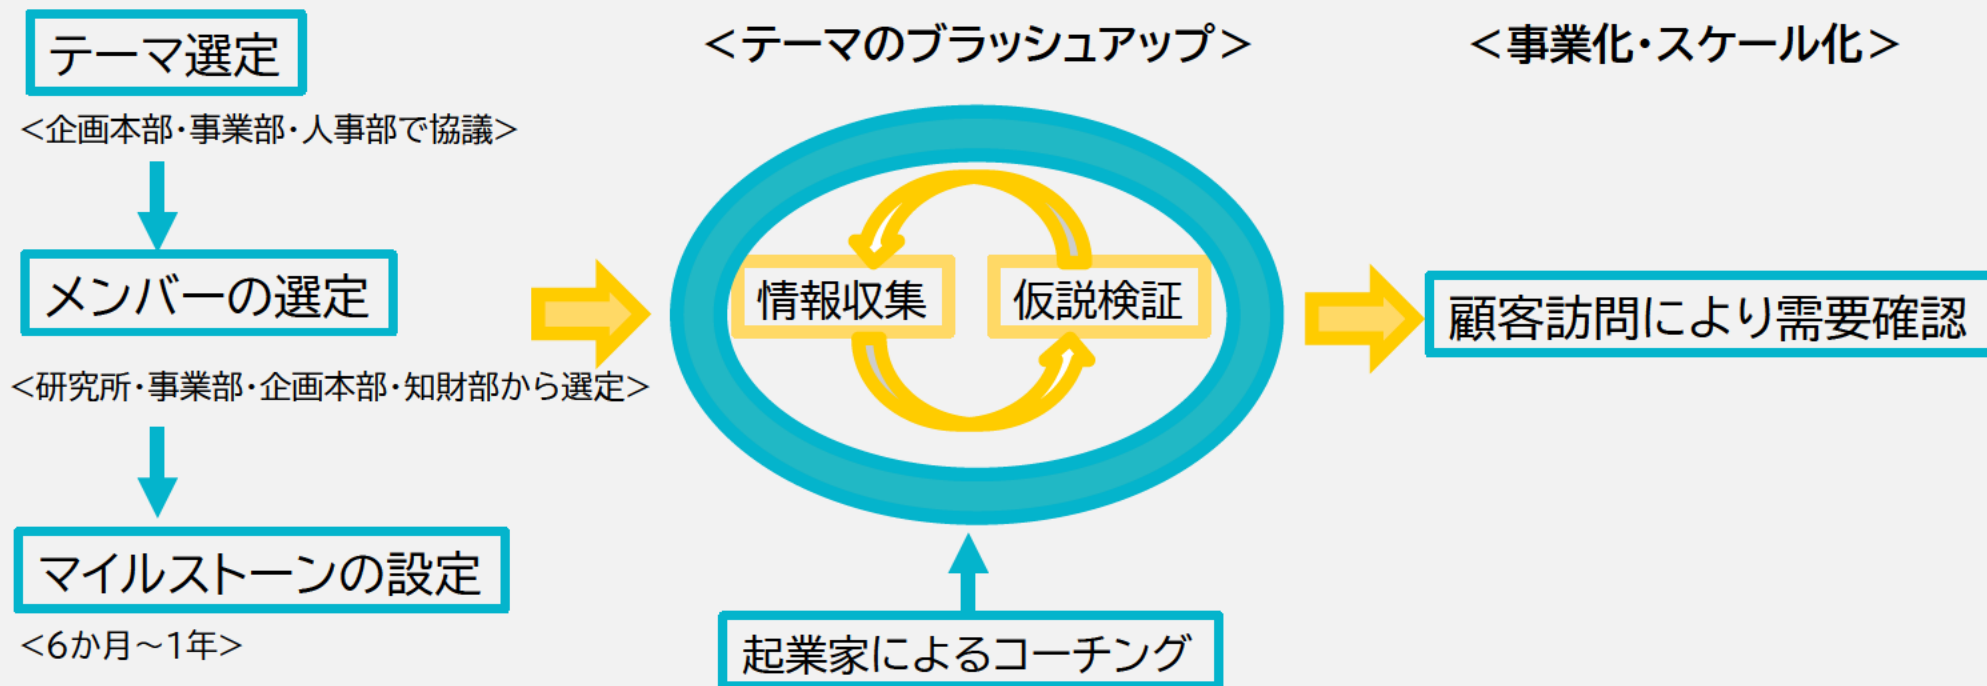 テーマ選定
<企画本部・事業部・人事部で協議>
メンバーの選定
<研究所・事業部・企画本部・知財部から選定>
マイルストーンの設定
<6か月～1年>
<テーマのブラッシュアップ>
情報収集
仮説検証
起業家によるコーチング
<事業化・スケール化>
顧客訪問により需要確認